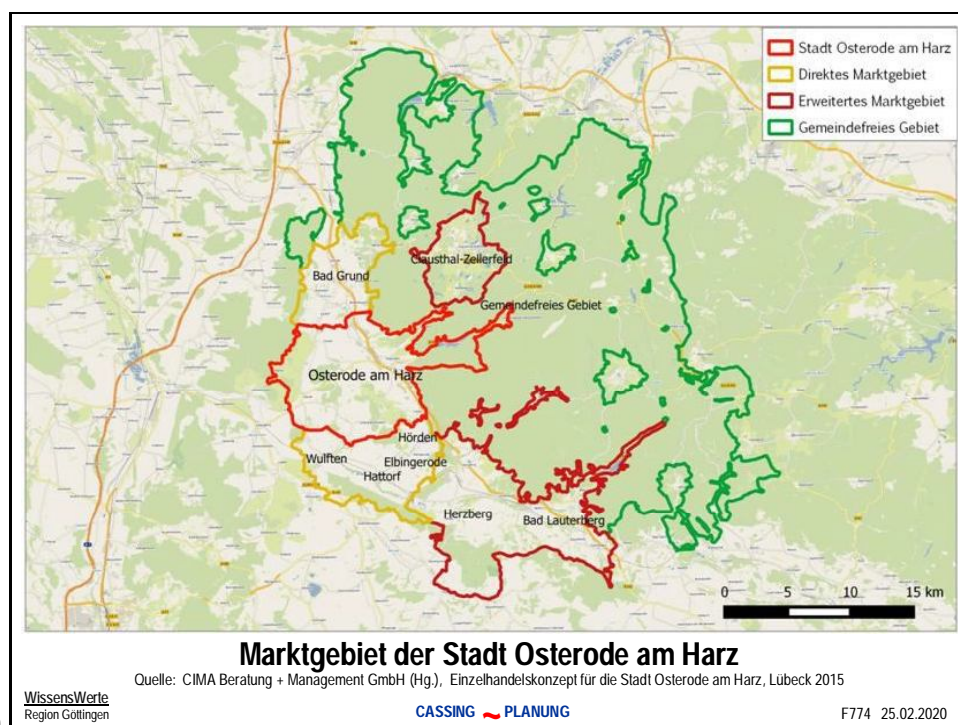 Stadt Osterode am Harz
Direktes Marktgebiet
Erweitertes Marktgebiet
Gemeindefreies Gebiet
Clausthal-Zellerfeld
Bad Grund
Gemeindefreies Gebiet
Osterode am Harz
Hörden
Wulften
Elbingerode
Hattorf
Herzberg
Bad Lauterberg
0 5 10 15 km
Marktgebiet der Stadt Osterode am Harz
Quelle: CIMA Beratung + Management GmbH (Hg.), Einzelhandelskonzept für die Stadt Osterode am Harz, Lübeck 2015
WissensWerte
Region Göttingen
CASSING PLANUNG
F774 25.02.2020